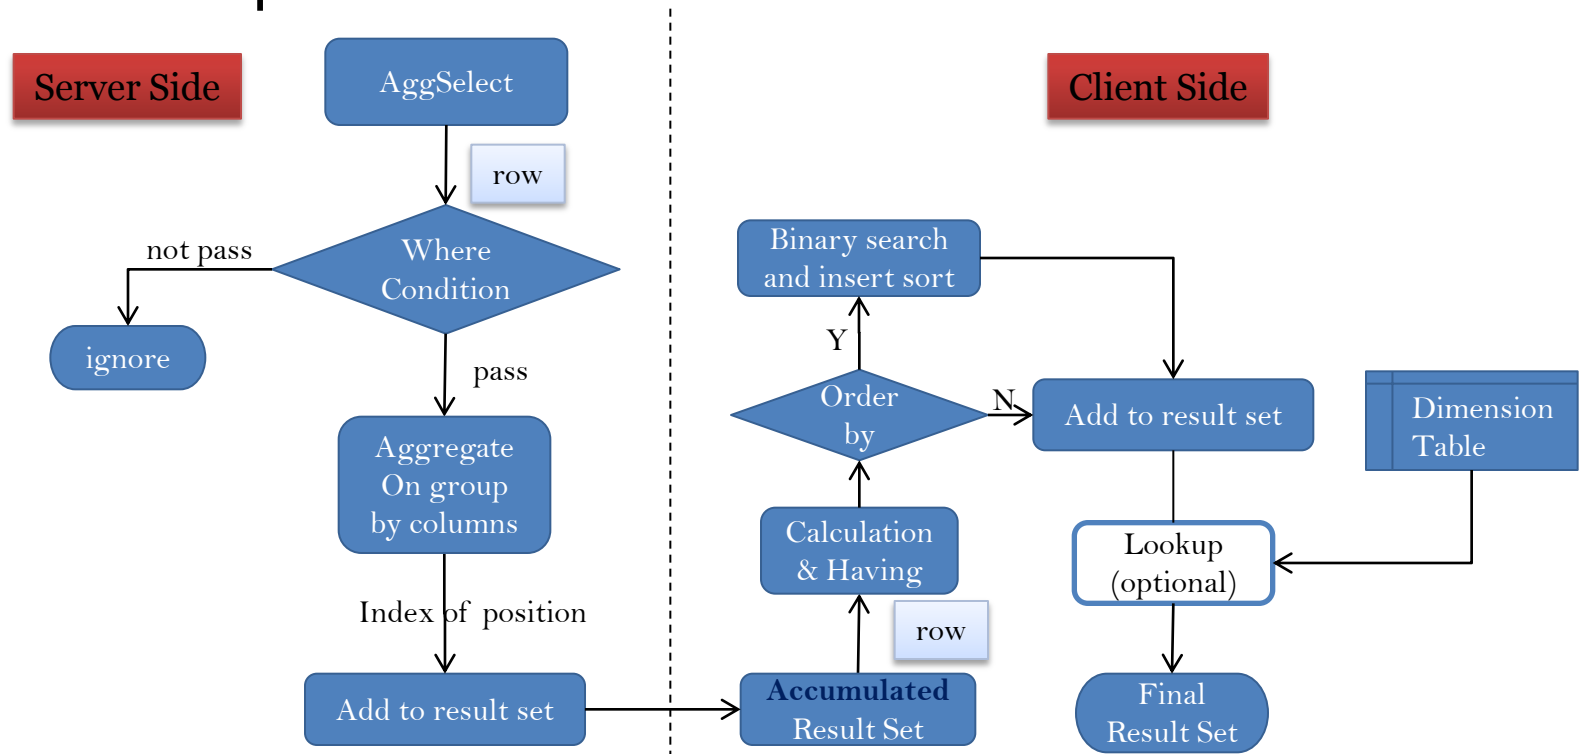 Server Side
AggSelect
row
Where
Condition
not pass
ignore
pass
Aggregate
On group
by columns
Index of position
Add to result set
Client Side
Binary search
and insert sort
Y
Order
by
N
Add to result set
Dimension
Table
Calculation
& Having
Lookup
(optional)
row
Accumulated
Result Set
Final
Result Set